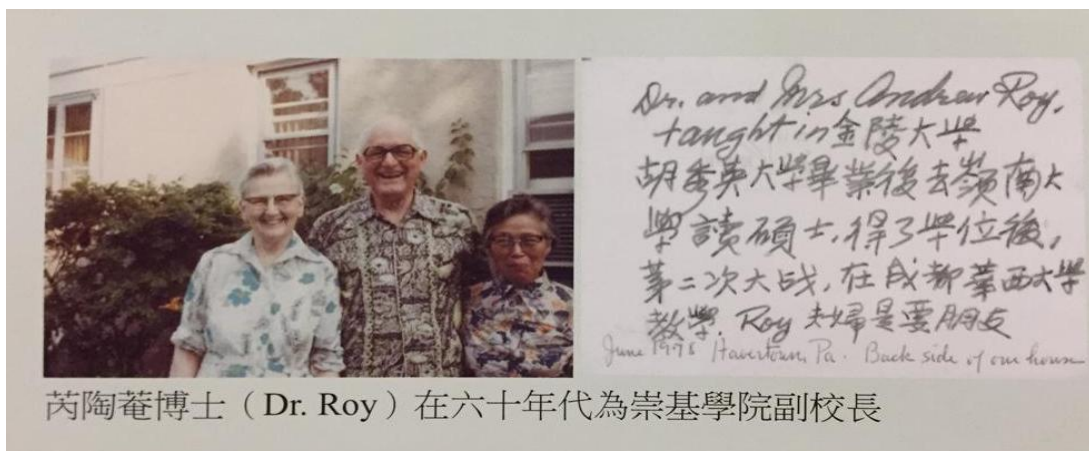 Dr. and Mrs Andrew Roy,
taught in 金陵大學
胡秀英大學畢業後去嶺南大
學讀碩士,得了學位後,
第二次大战,在成都華西大學
教學. Roy 夫婦是要朋友
June 1978 Havertown, Pa. Back side of our house
芮陶菴博士(Dr. Roy)在六十年代為崇基學院副校長